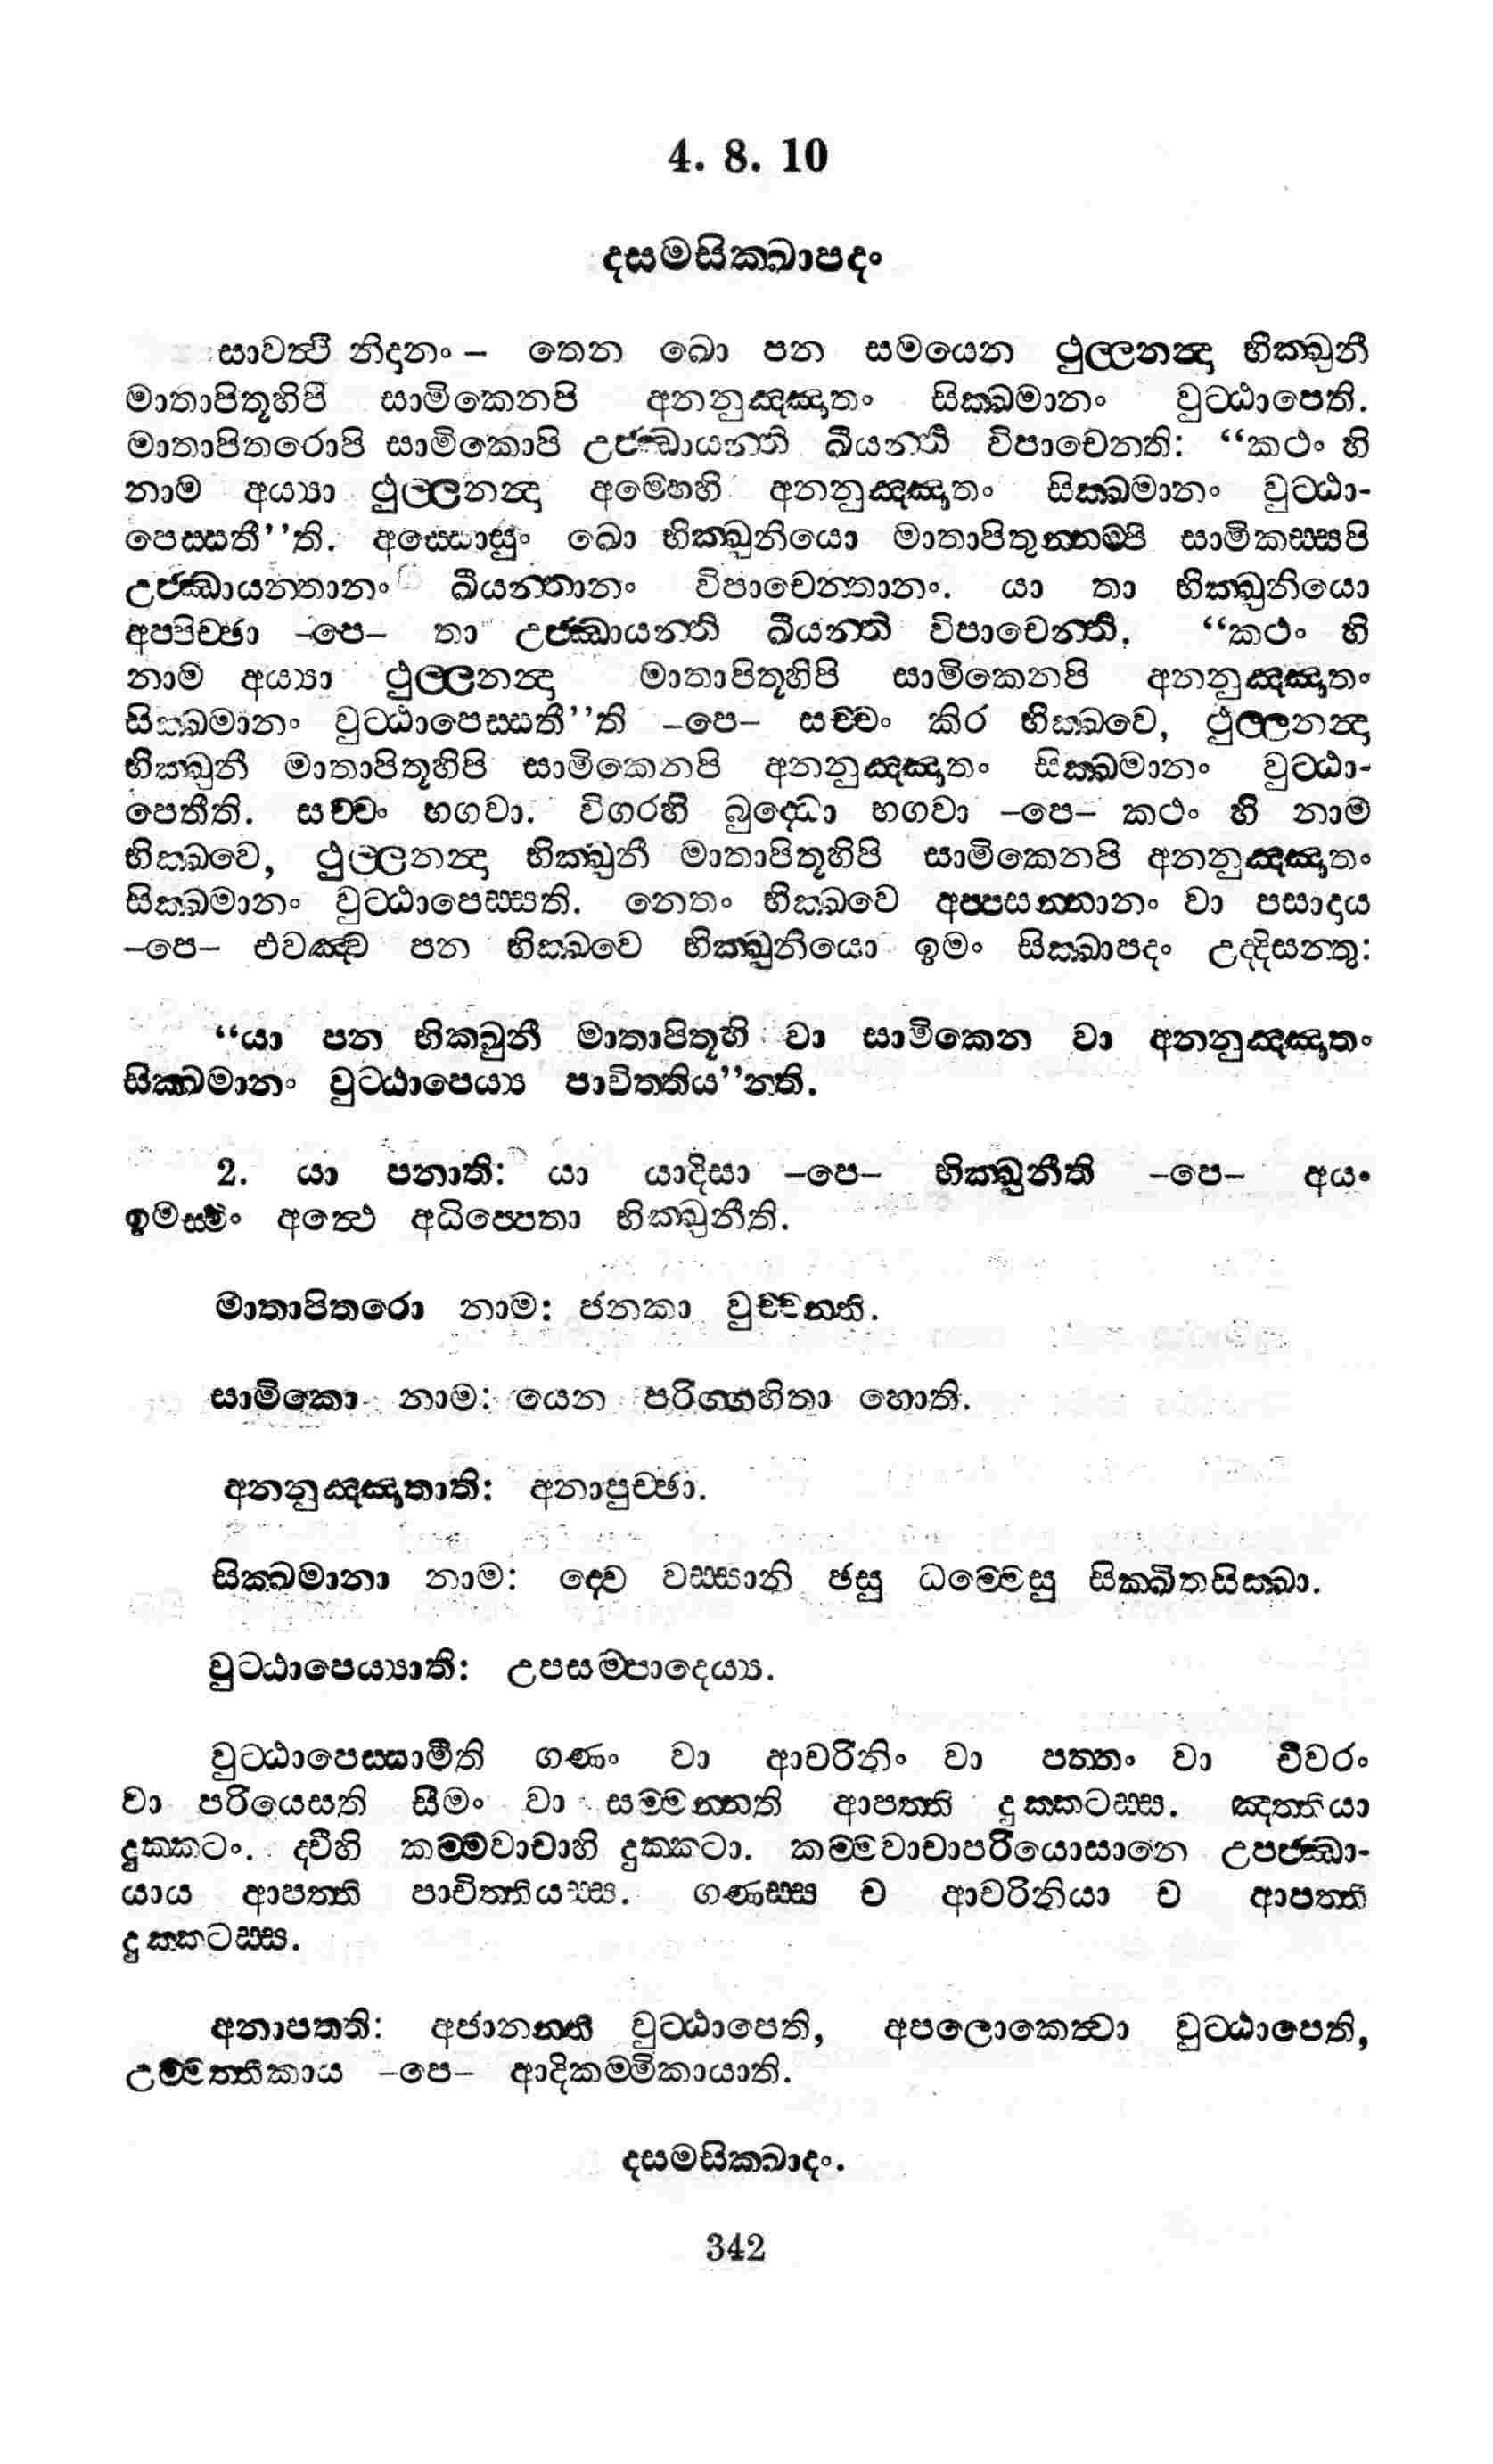 4. 8. 10
දසමසික්ඛාපදං
සාවත්ථි නිදානං – තෙන ඛො පන සමයෙන ථුල්ලනන්දා භික්ඛුනී
මාතාපිතූහිපි සාමිකෙනපි අනනුඤ්ඤාතං සික්ඛමානං වුට්ඨාපෙති.
මාතාපිතරොපි සාමිකොපි උජ්ඣායන්ති ඛීයන්ති විපාචෙන්ති: “කථං හි
නාම අය්‍යා ථුල්ලනන්දා අම්හෙහි අනනුඤ්ඤාතං සික්ඛමානං වුට්ඨා-
පෙස්සතී”ති. අස්සොසුං ඛො භික්ඛුනියො මාතාපිතුන්නම්පි සාමිකස්සපි
උජ්ඣායන්තානං ඛීයන්තානං විපාචෙන්තානං. යා තා භික්ඛුනියො
අප්පිච්ඡා –පෙ– තා උජ්ඣායන්ති ඛීයන්ති විපාචෙන්ති. “කථං හි
නාම අය්‍යා ථුල්ලනන්දා මාතාපිතූහිපි සාමිකෙනපි අනනුඤ්ඤාතං
සික්ඛමානං වුට්ඨාපෙස්සතී”ති –පෙ– සච්චං කිර භික්ඛවෙ, ථුල්ලනන්දා
භික්ඛුනී මාතාපිතූහිපි සාමිකෙනපි අනනුඤ්ඤාතං සික්ඛමානං වුට්ඨා-
පෙතීති. සච්චං භගවා. විගරහි බුද්ධො භගවා –පෙ– කථං හි නාම
භික්ඛවෙ, ථුල්ලනන්දා භික්ඛුනී මාතාපිතූහිපි සාමිකෙනපි අනනුඤ්ඤාතං
සික්ඛමානං වුට්ඨාපෙස්සති. නෙතං භික්ඛවෙ අප්පසන්නානං වා පසාදාය
–පෙ– එවඤ්ච පන භික්ඛවෙ භික්ඛුනියො ඉමං සික්ඛාපදං උද්දිසන්තු:
“යා පන භික්ඛුනී මාතාපිතූහි වා සාමිකෙන වා අනනුඤ්ඤාතං
සික්ඛමානං වුට්ඨාපෙය්‍ය පාචිත්තිය”න්ති.
2. යා පනාති: යා යාදිසා –පෙ– භික්ඛුනීති –පෙ– අයං
ඉමස්මිං අත්ථෙ අධිප්පෙතා භික්ඛුනීති.
මාතාපිතරො නාම: ජනකා වුච්චන්ති.
සාමිකො නාම: යෙන පරිග්ගහිතා හොති.
අනනුඤ්ඤාතාති: අනාපුච්ඡා.
සික්ඛමානා නාම: ද්වෙ වස්සානි ඡසු ධම්මෙසු සික්ඛිතසික්ඛා.
වුට්ඨාපෙය්‍යාති: උපසම්පාදෙය්‍ය.
වුට්ඨාපෙස්සාමීති ගණං වා ආචරිනිං වා පත්තං වා චීවරං
වා පරියෙසති සීමං වා සම්මන්නති ආපත්ති දුක්කටස්ස. ඤත්තියා
දුක්කටං. ද්වීහි කම්මවාචාහි දුක්කටා. කම්මවාචාපරියොසානෙ උපජ්ඣා-
යාය ආපත්ති පාචිත්තියස්ස. ගණස්ස ච ආචරිනියා ච ආපත්ති
දුක්කටස්ස.
අනාපත්ති: අජානන්තී වුට්ඨාපෙති, අපලොකෙත්වා වුට්ඨාපෙති,
උම්මත්තිකාය –පෙ– ආදිකම්මිකායාති.
දසමසික්ඛාදං.
342